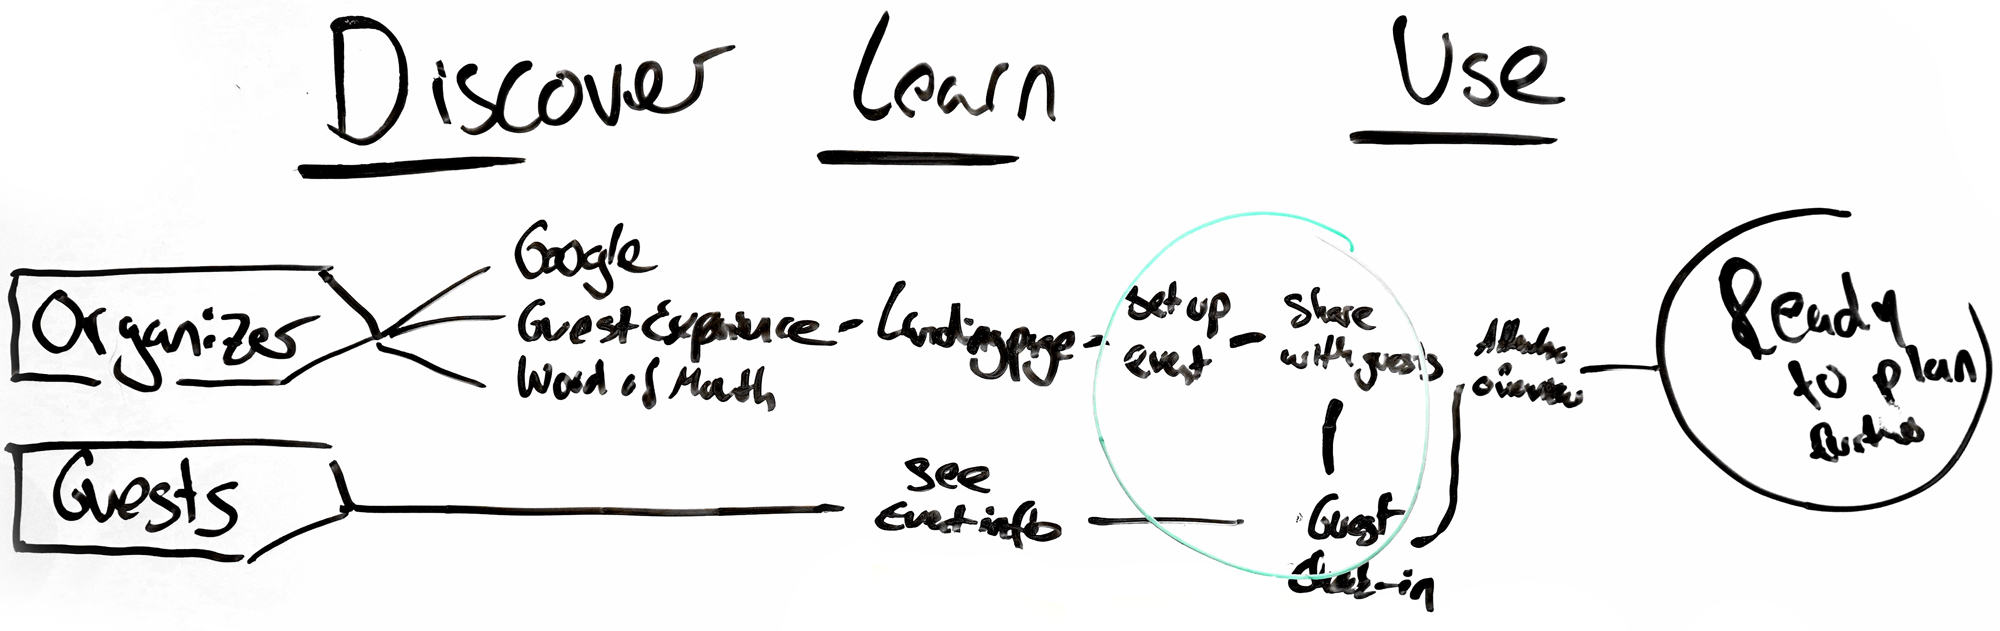 Discover Learn Use
Organizer
Google
Guest Experience - Landing page - Set up event - Share with guests
Word of Mouth
Attendee
overview
Ready
to plan
further
Guests
See
Event info
Guest
Check-in